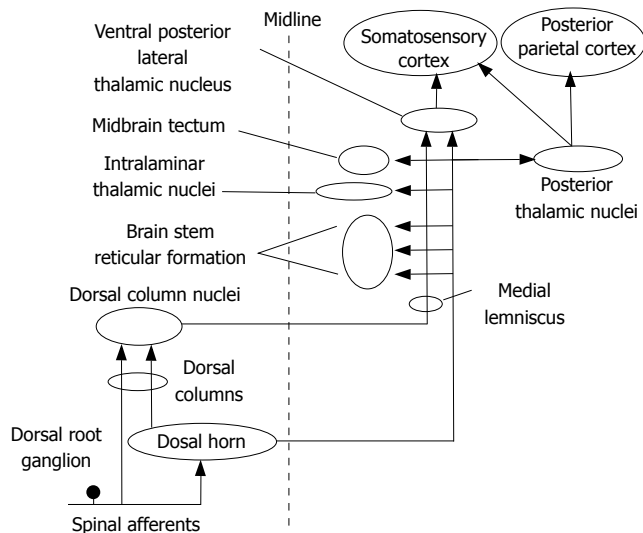 Ventral posterior
lateral
thalamic nucleus
Midline
Somatosensory
cortex
Posterior
parietal cortex
Midbrain tectum
Intralaminar
thalamic nuclei
Posterior
thalamic nuclei
Brain stem
reticular formation
Dorsal column nuclei
Medial
lemniscus
Dorsal
columns
Dorsal root
ganglion
Dosal horn
Spinal afferents